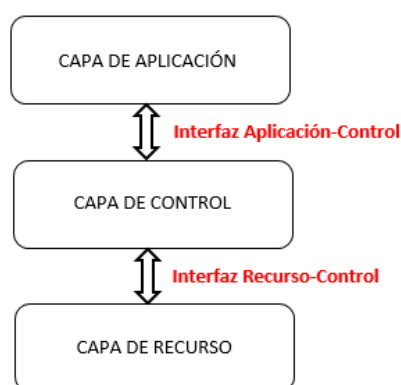 CAPA DE APLICACIÓN
Interfaz Aplicación-Control
CAPA DE CONTROL
Interfaz Recurso-Control
CAPA DE RECURSO